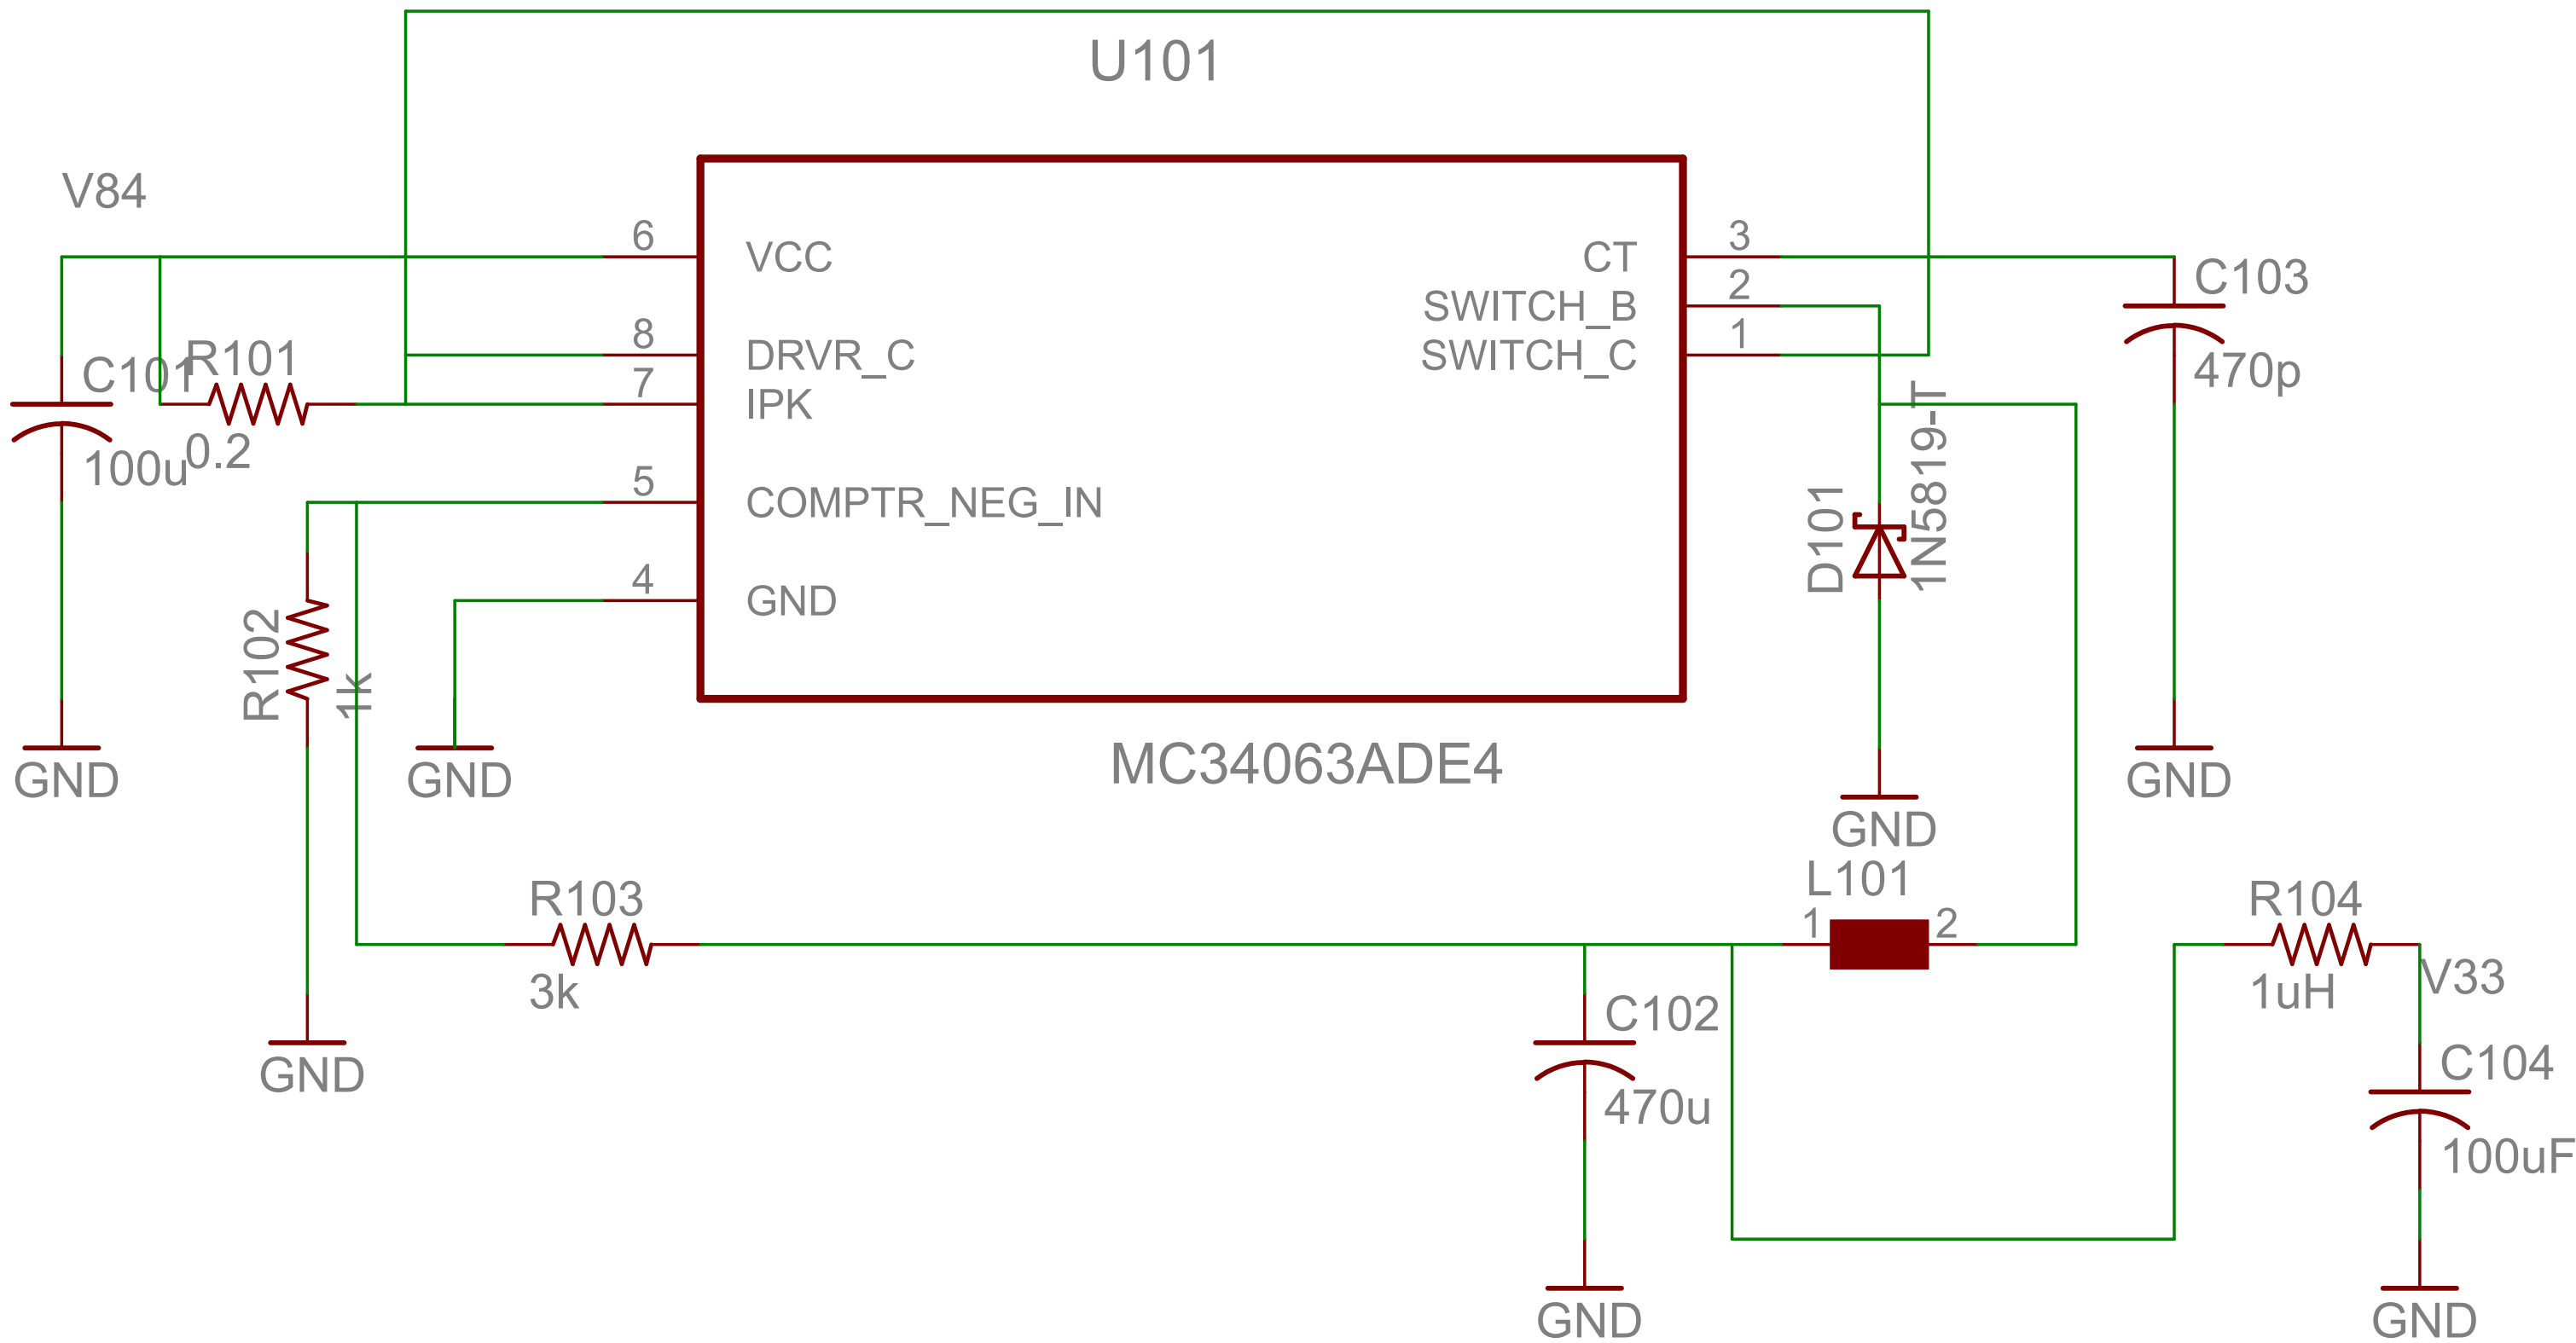 U101
V84
6
VCC
CT
3
C103
SWITCH_B
2
8
DRVR_C
SWITCH_C
1
C101
R101
470p
7
IPK
100u
0.2
5
COMPTR_NEG_IN
D101
1N5819-T
4
GND
R102
1k
GND
GND
MC34063ADE4
GND
GND
L101
R103
1
2
R104
3k
1uH
V33
C102
GND
C104
470u
100uF
GND
GND